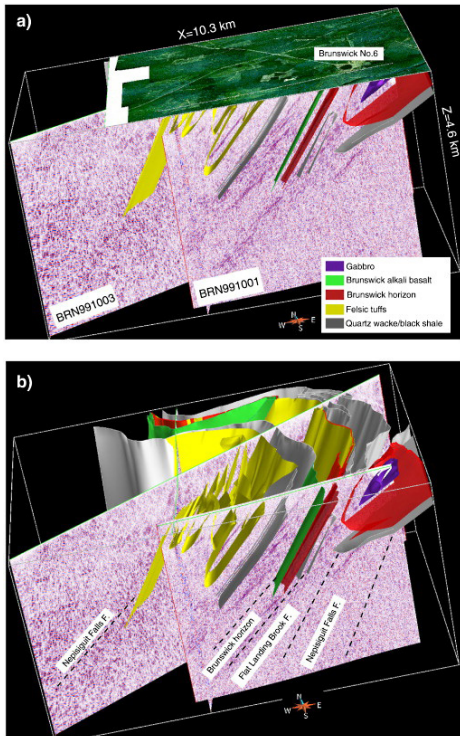 a)
X=10.3 km
Brunswick No.6
Z=4.6 km
BRN991003
BRN991001
Gabbro
Brunswick alkali basalt
Brunswick horizon
Felsic tuffs
Quartz wacke/black shale
N
W E
S
b)
Nepisiguit Falls F.
Brunswick horizon
Flat Landing Brook F.
Nepisiguit Falls F.
N
W E
S